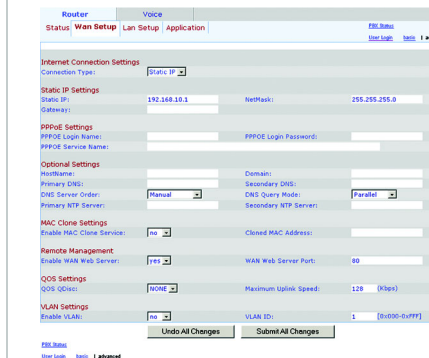 Router Voice
Status Wan Setup Lan Setup Application PBX Status
User Login basic | a
Internet Connection Settings
Connection Type: Static IP
Static IP Settings
Static IP: 192.168.10.1 NetMask: 255.255.255.0
Gateway:
PPPoE Settings
PPPOE Login Name: PPPOE Login Password:
PPPOE Service Name:
Optional Settings
HostName: Domain:
Primary DNS: Secondary DNS:
DNS Server Order: Manual DNS Query Mode: Parallel
Primary NTP Server: Secondary NTP Server:
MAC Clone Settings
Enable MAC Clone Service: no Cloned MAC Address:
Remote Management
Enable WAN Web Server: yes WAN Web Server Port: 80
QOS Settings
QOS QDisc: NONE Maximum Uplink Speed: 128 (Kbps)
VLAN Settings
Enable VLAN: no VLAN ID: 1 [0x000-0xFFF]
Undo All Changes Submit All Changes
PBX Status
User Login basic | advanced